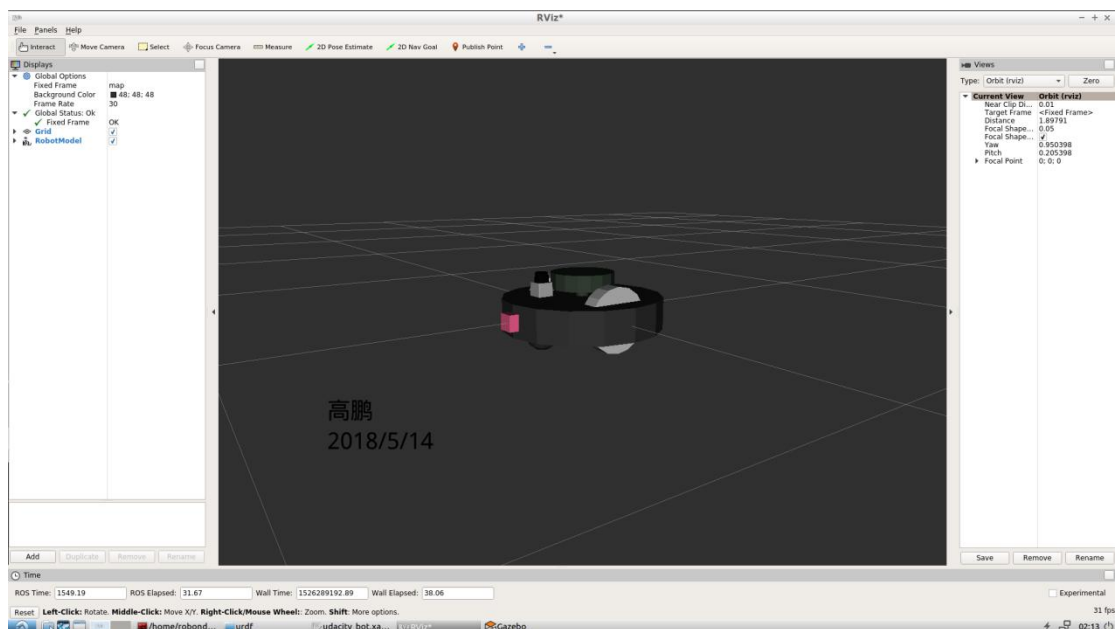 RViz*
File Panels Help
Interact Move Camera Select Focus Camera Measure 2D Pose Estimate 2D Nav Goal Publish Point
Displays
Global Options
Fixed Frame map
Background Color 48; 48; 48
Frame Rate 30
Global Status: Ok
Fixed Frame OK
Grid
RobotModel
Add Duplicate Remove Rename
高鹏
2018/5/14
Views
Type: Orbit (rviz) Zero
Current View Orbit (rviz)
Near Clip Di... 0.01
Target Frame <Fixed Frame>
Distance 1.89791
Focal Shape... 0.05
Focal Shape...
Yaw 0.950398
Pitch 0.205398
Focal Point 0; 0; 0
Save Remove Rename
Time
ROS Time: 1549.19 ROS Elapsed: 31.67 Wall Time: 1526289192.89 Wall Elapsed: 38.06 Experimental
Reset Left-Click: Rotate. Middle-Click: Move X/Y. Right-Click/Mouse Wheel:: Zoom. Shift: More options. 31 fps
/home/robond... urdf udacity_bot.xa... RViz* Gazebo 02:13